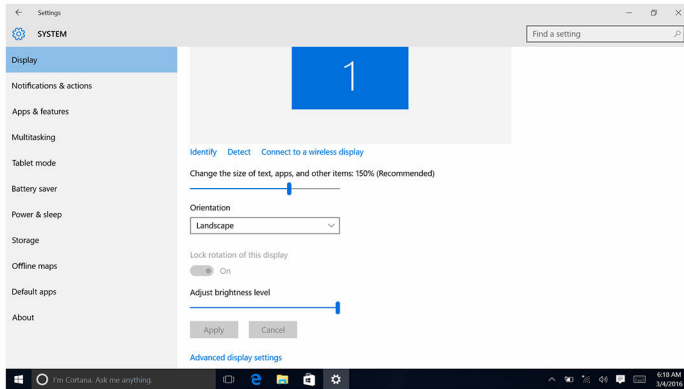 Settings
SYSTEM
Find a setting
Display
Notifications & actions
Apps & features
Multitasking
Tablet mode
Battery saver
Power & sleep
Storage
Offline maps
Default apps
About
1
Identify Detect Connect to a wireless display
Change the size of text, apps, and other items: 150% (Recommended)
Orientation
Landscape
Lock rotation of this display
On
Adjust brightness level
Apply Cancel
Advanced display settings
I'm Cortana. Ask me anything.
6:18 AM
3/4/2016